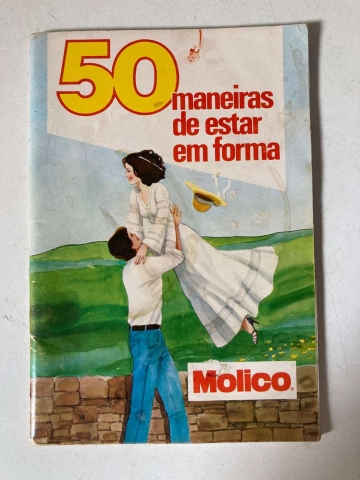 50 maneiras
de estar
em forma
Molico®